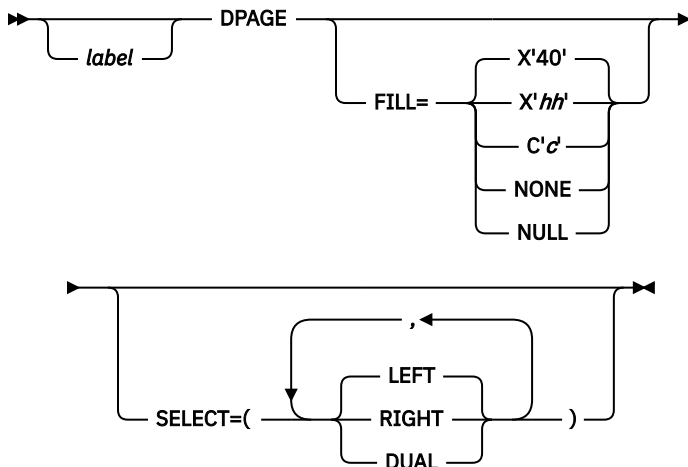 label
DPAGE
FILL=
X'40'
X'hh'
C'c'
NONE
NULL
SELECT=(
,
LEFT
RIGHT
DUAL
)